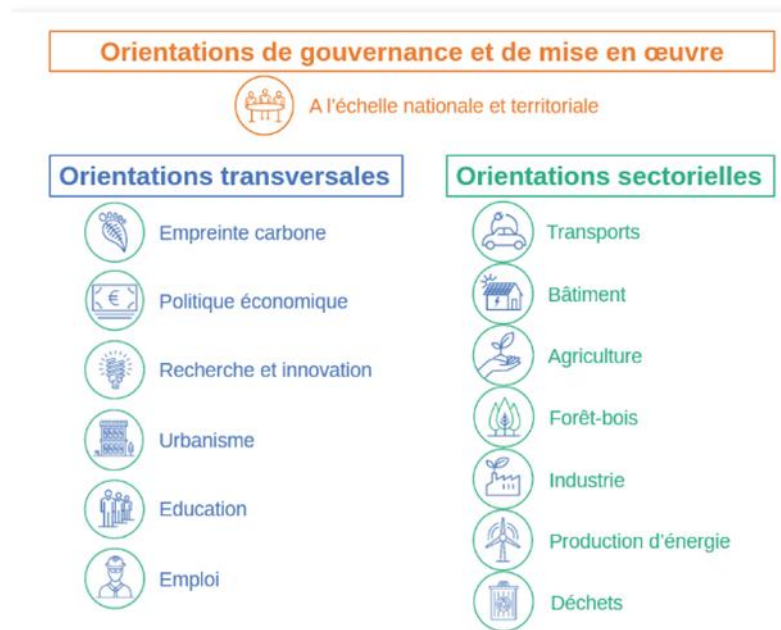 Orientations de gouvernance et de mise en œuvre
A l'échelle nationale et territoriale
Orientations transversales
Empreinte carbone
Politique économique
Recherche et innovation
Urbanisme
Education
Emploi
Orientations sectorielles
Transports
Bâtiment
Agriculture
Forêt-bois
Industrie
Production d'énergie
Déchets